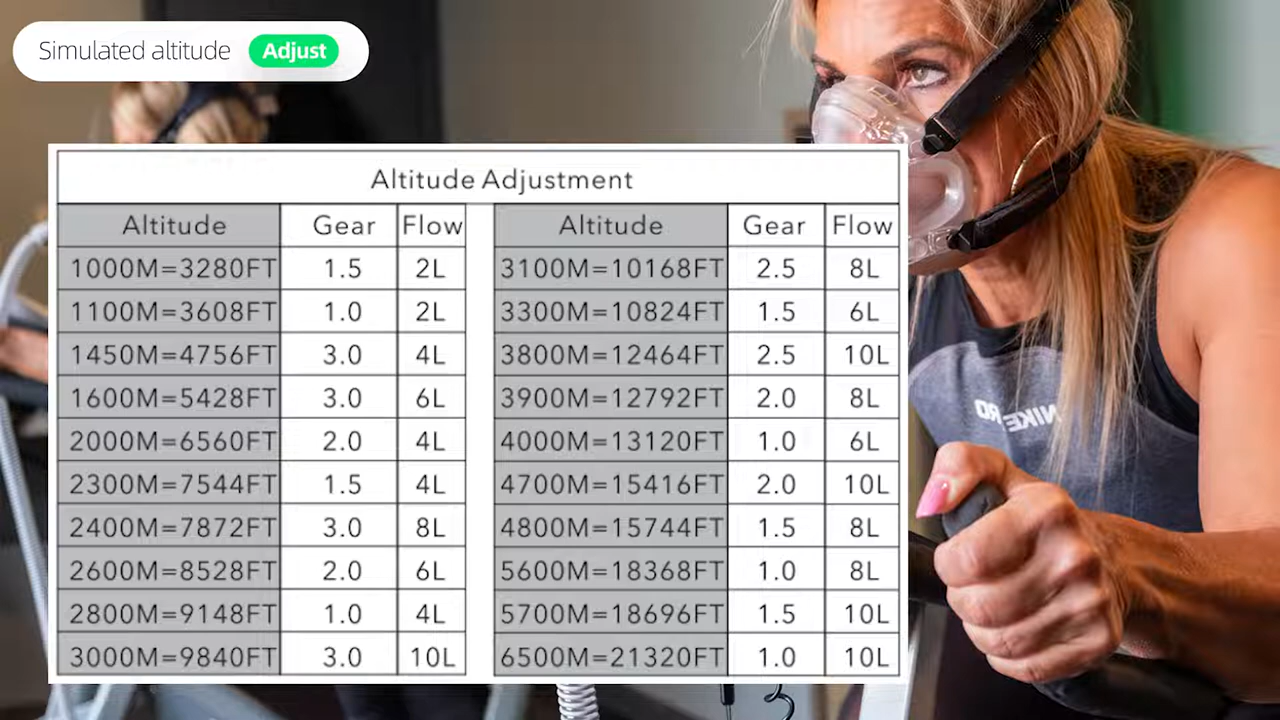 Simulated altitude Adjust
Altitude Adjustment
Altitude Gear Flow Altitude Gear Flow
1000M=3280FT 1.5 2L 3100M=10168FT 2.5 8L
1100M=3608FT 1.0 2L 3300M=10824FT 1.5 6L
1450M=4756FT 3.0 4L 3800M=12464FT 2.5 10L
1600M=5428FT 3.0 6L 3900M=12792FT 2.0 8L
2000M=6560FT 2.0 4L 4000M=13120FT 1.0 6L
2300M=7544FT 1.5 4L 4700M=15416FT 2.0 10L
2400M=7872FT 3.0 8L 4800M=15744FT 1.5 8L
2600M=8528FT 2.0 6L 5600M=18368FT 1.0 8L
2800M=9148FT 1.0 4L 5700M=18696FT 1.5 10L
3000M=9840FT 3.0 10L 6500M=21320FT 1.0 10L